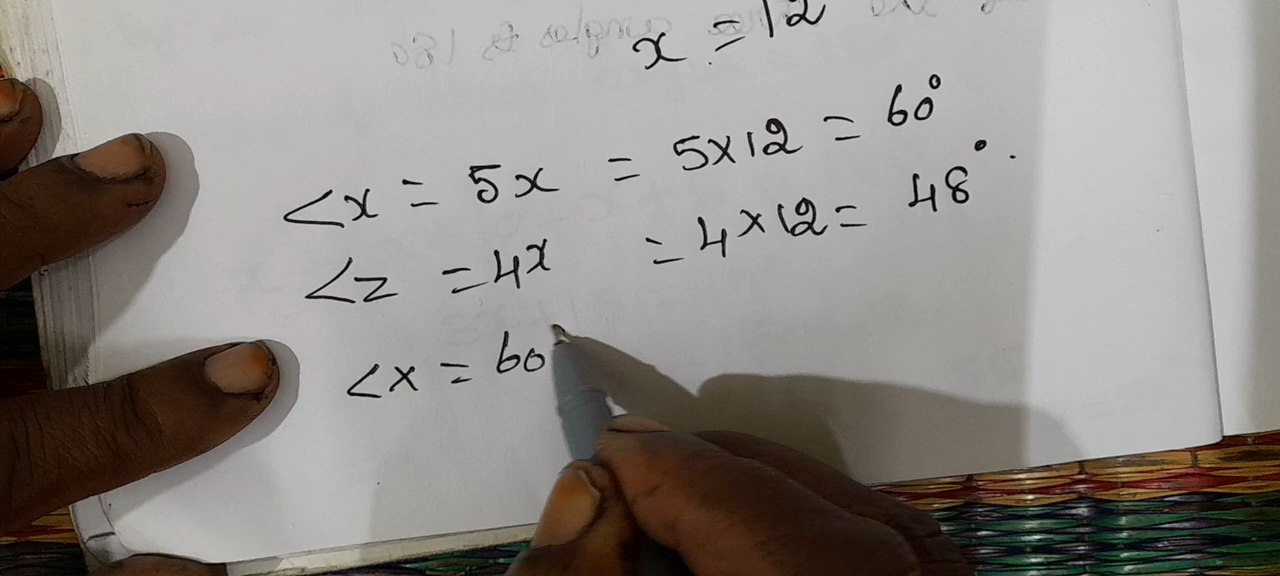 x = 12
<x = 5x = 5x12 = 60°
<z = 4x = 4x12 = 48°.
<x = 60